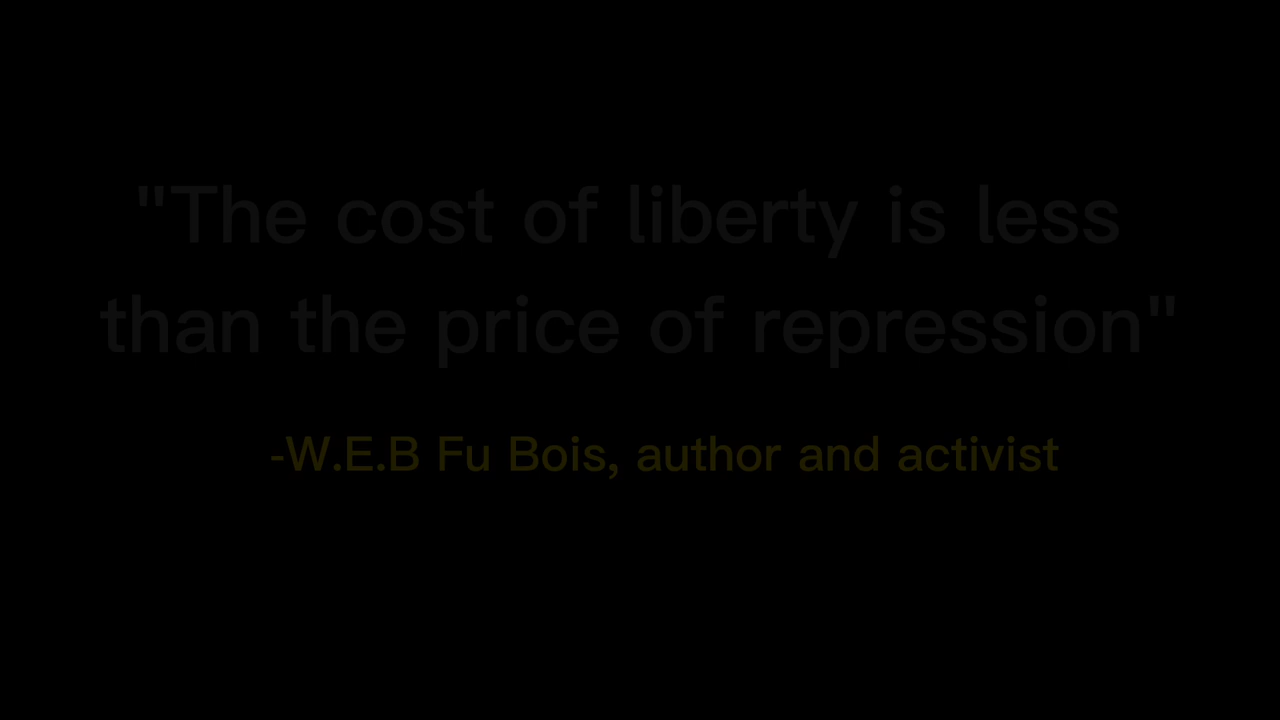 "The cost of liberty is less
than the price of repression"
-W.E.B Fu Bois, author and activist